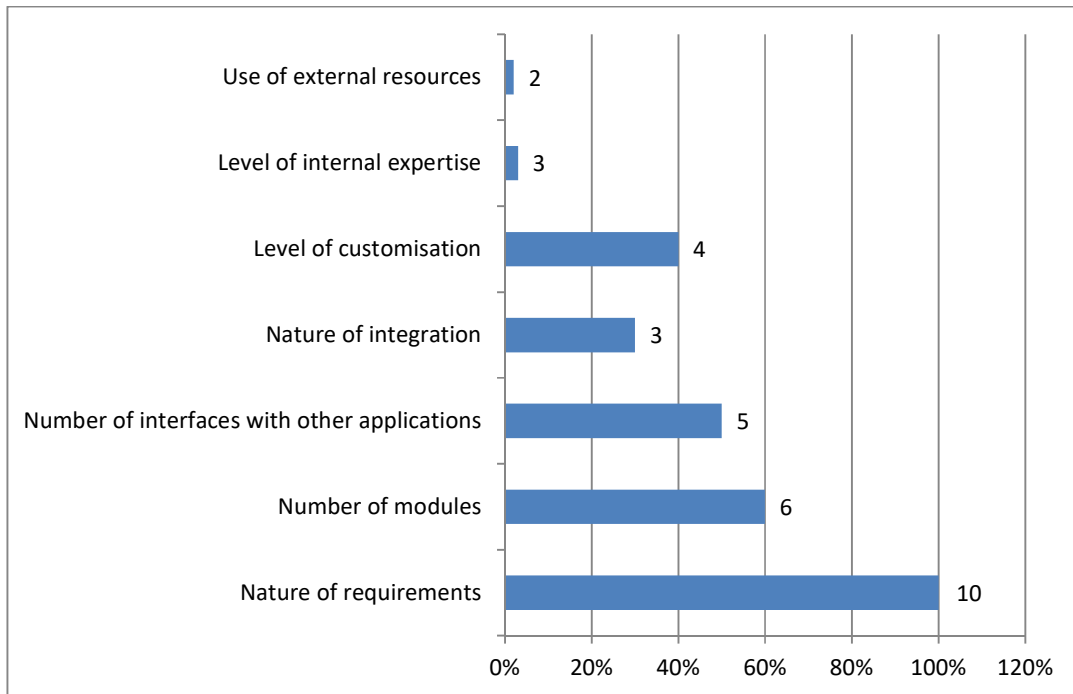 Use of external resources 2
Level of internal expertise 3
Level of customisation 4
Nature of integration 3
Number of interfaces with other applications 5
Number of modules 6
Nature of requirements 10
0% 20% 40% 60% 80% 100% 120%